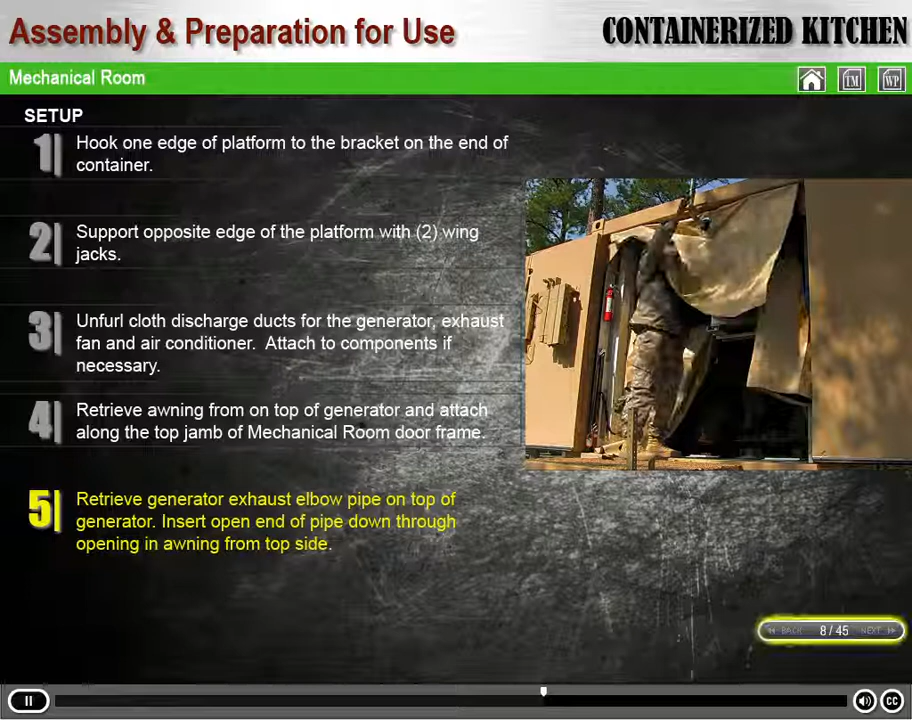 Assembly & Preparation for Use
CONTAINERIZED KITCHEN
Mechanical Room
TM
WP
SETUP
1 Hook one edge of platform to the bracket on the end of
container.
2 Support opposite edge of the platform with (2) wing
jacks.
3 Unfurl cloth discharge ducts for the generator, exhaust
fan and air conditioner. Attach to components if
necessary.
4 Retrieve awning from on top of generator and attach
along the top jamb of Mechanical Room door frame.
5 Retrieve generator exhaust elbow pipe on top of
generator. Insert open end of pipe down through
opening in awning from top side.
BACK 8 / 45 NEXT
CC